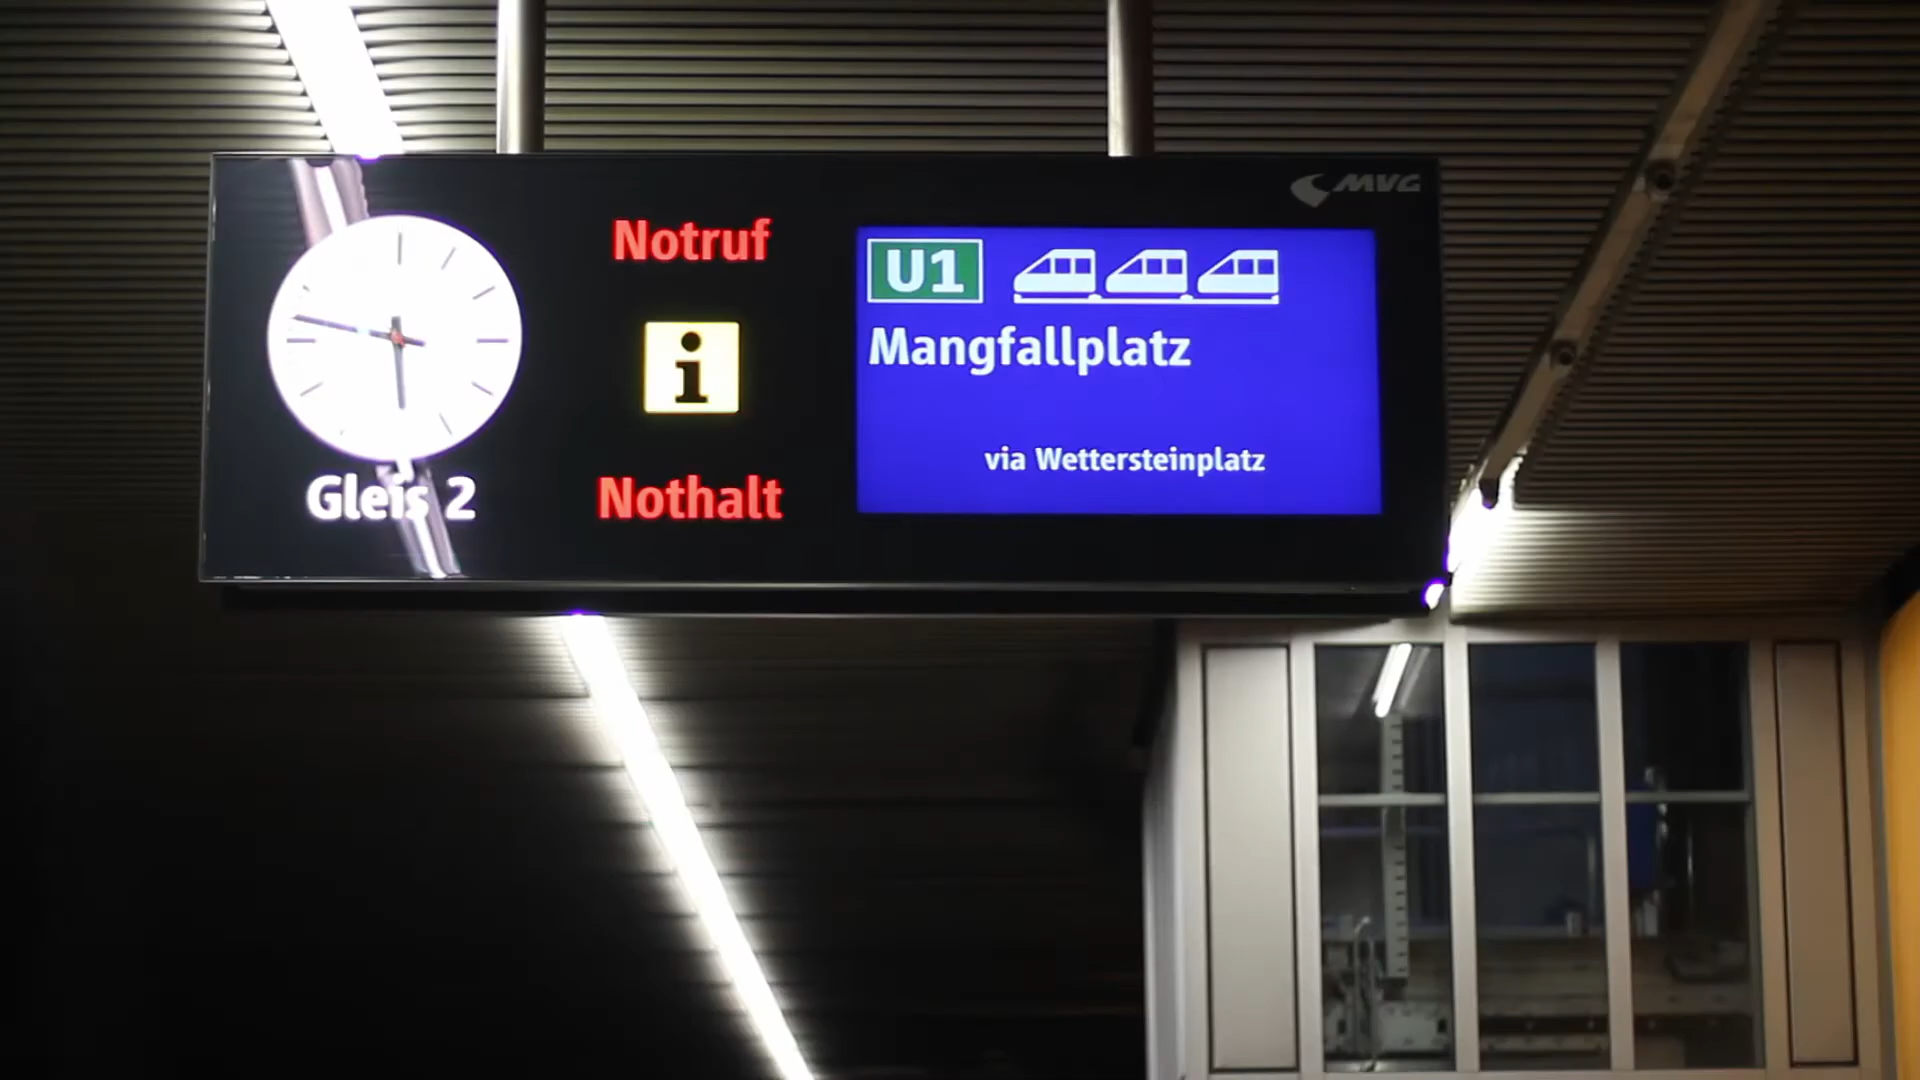 MVG
Notruf
i
Nothalt
Gleis 2
U1
Mangfallplatz
via Wettersteinplatz